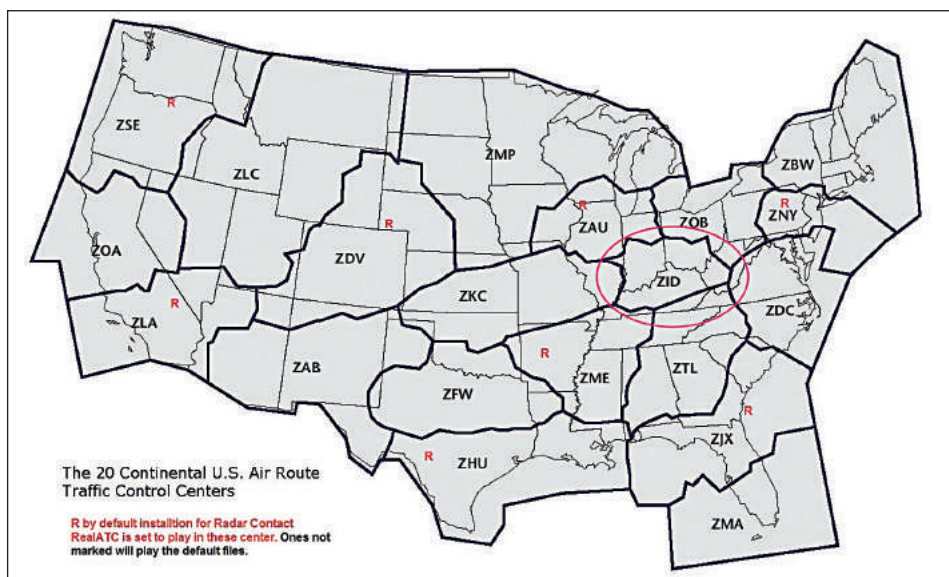 ZSE
R
ZLC
ZMP
ZBW
R
ZNY
R
ZAU
ZOB
R
ZOA
ZDV
ZID
ZKC
ZDC
R
ZLA
ZAB
R
ZME
ZTL
ZFW
R
R
ZHU
ZJX
ZMA
The 20 Continental U.S. Air Route
Traffic Control Centers
R by default installtion for Radar Contact
RealATC is set to play in these center. Ones not
marked will play the default files.